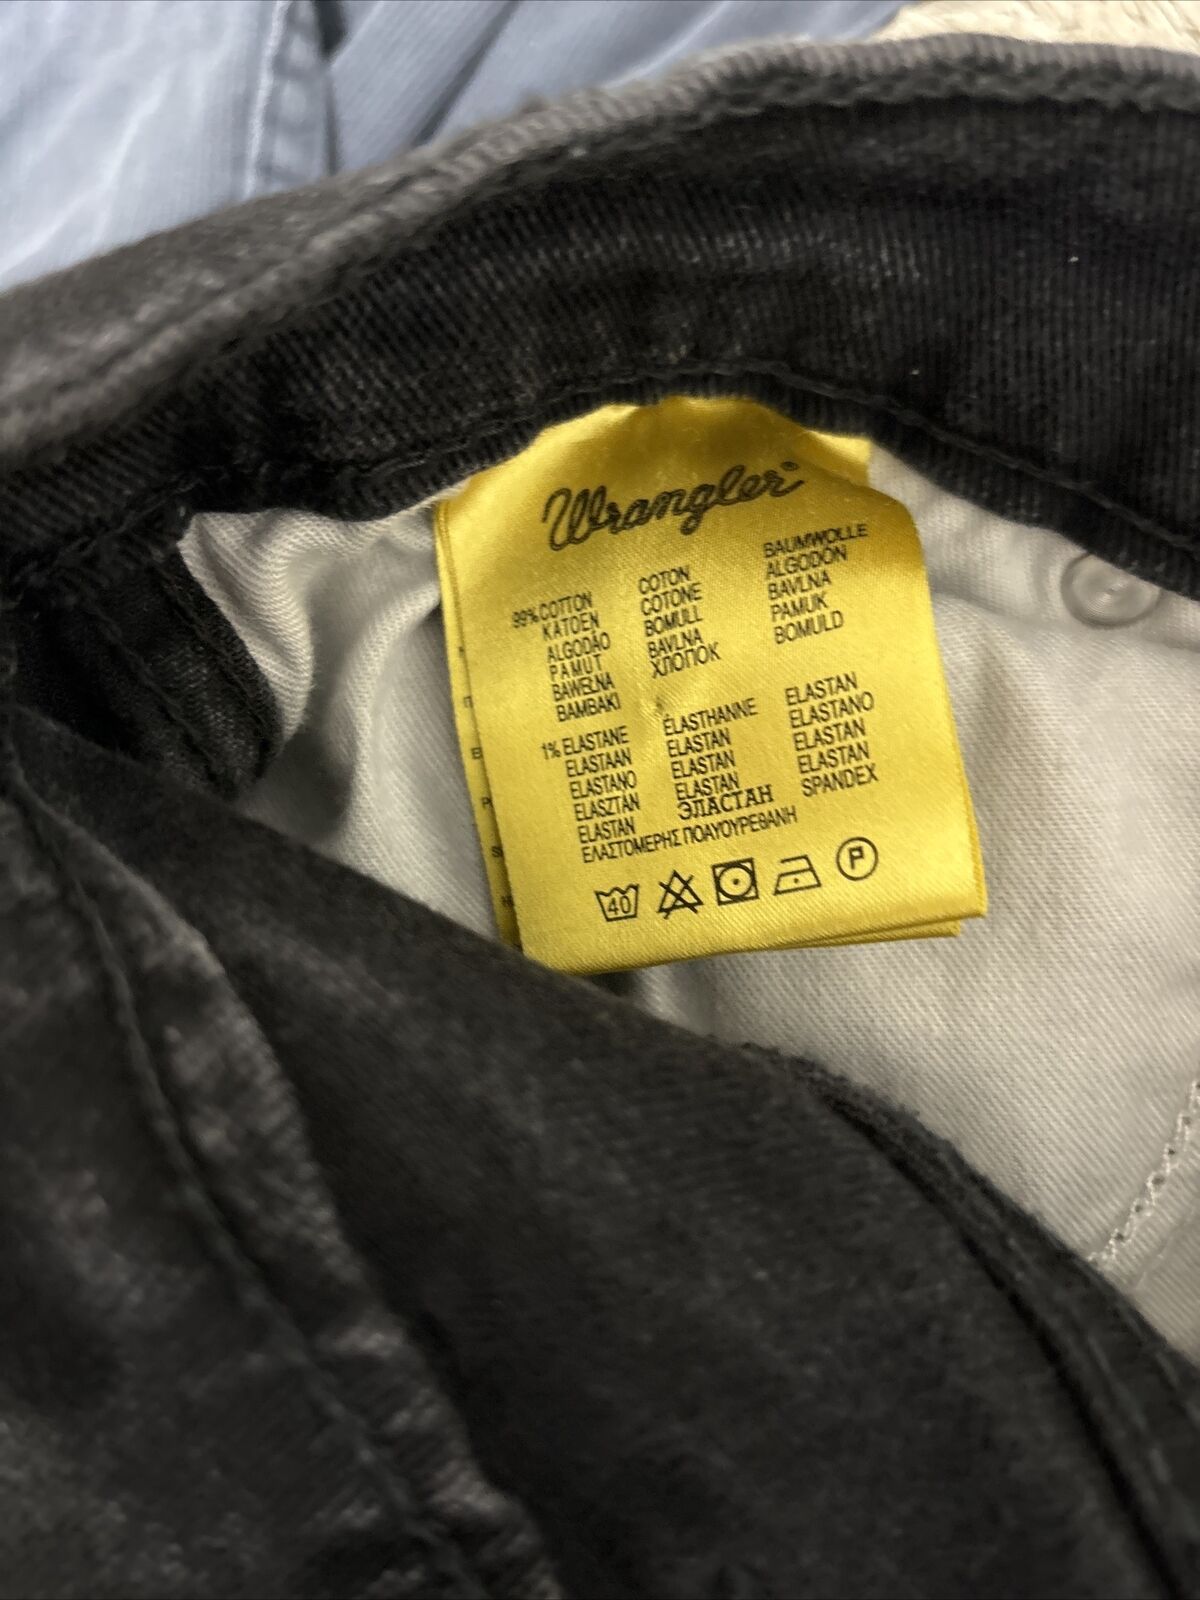 Wrangler®
99% COTTON
KATOEN
ALGODÃO
PAMUT
BAWEŁNA
BAMBAKI
COTON
COTONE
BOMULL
BAVLNA
ХЛОПОК
BAUMWOLLE
ALGODÓN
BAVLNA
PAMUK
BOMULD
1% ELASTANE
ELASTAAN
ELASTANO
ELASZTÁN
ELASTAN
ΕΛΑΣΤΟΜΕΡΗΣ ΠΟΛΥΟΥΡΕΘΑΝΗ
ÉLASTHANNE
ELASTAN
ELASTAN
ELASTAN
ЭЛАСТАН
ELASTAN
ELASTANO
ELASTAN
ELASTAN
SPANDEX
40
P